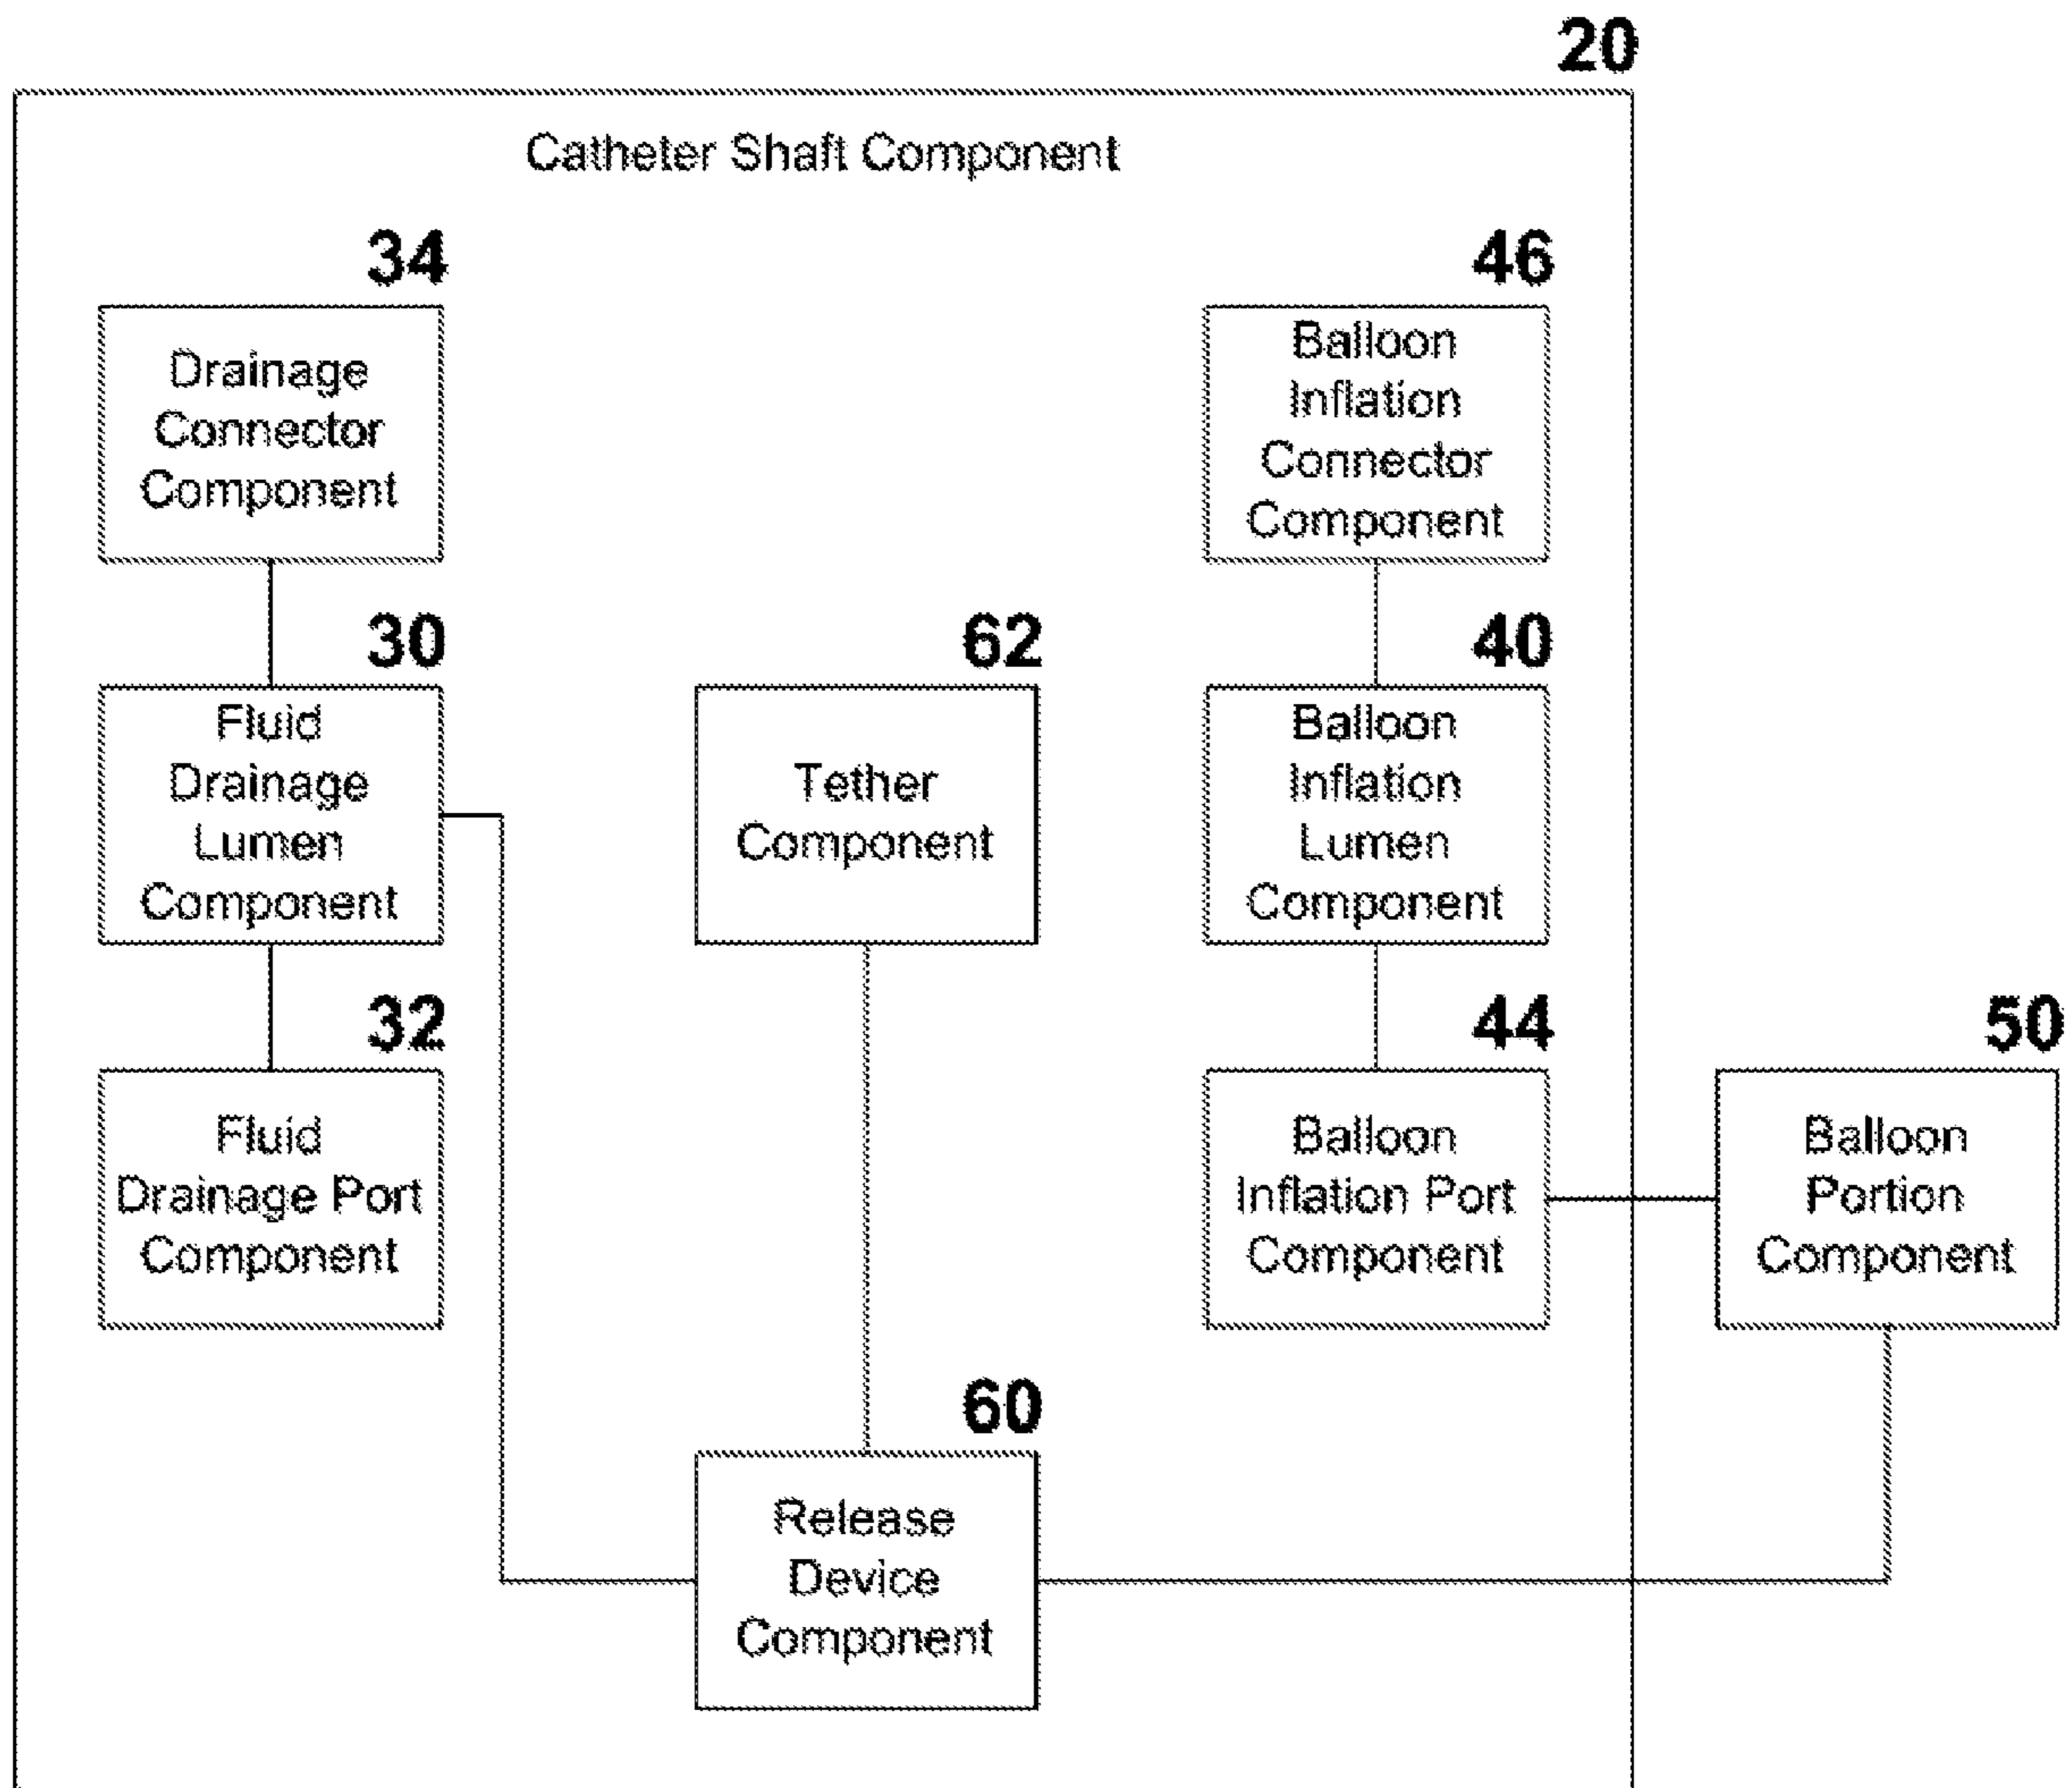 20
Catheter Shaft Component
34
Drainage
Connector
Component
46
Balloon
Inflation
Connector
Component
30
Fluid
Drainage
Lumen
Component
62
Tether
Component
40
Balloon
Inflation
Lumen
Component
32
Fluid
Drainage Port
Component
44
Balloon
Inflation Port
Component
50
Balloon
Portion
Component
60
Release
Device
Component